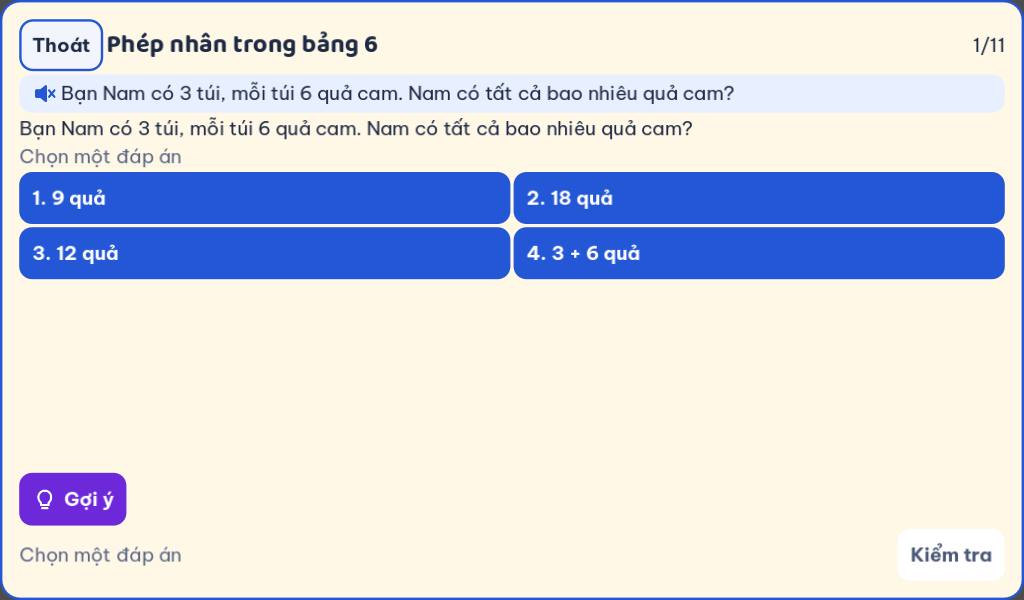 Thoát Phép nhân trong bảng 6 1/11
Bạn Nam có 3 túi, mỗi túi 6 quả cam. Nam có tất cả bao nhiêu quả cam?
Bạn Nam có 3 túi, mỗi túi 6 quả cam. Nam có tất cả bao nhiêu quả cam?
Chọn một đáp án
1. 9 quả
2. 18 quả
3. 12 quả
4. 3 + 6 quả
Gợi ý
Chọn một đáp án
Kiểm tra